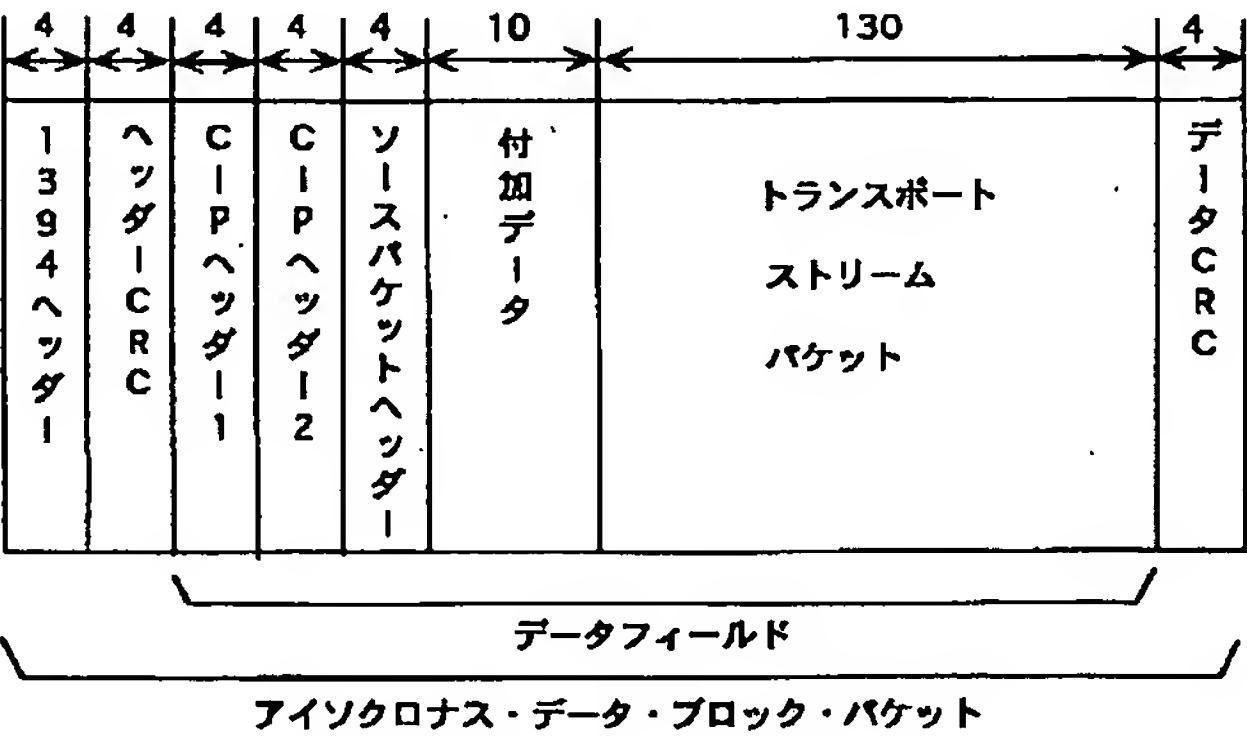 4 4 4 4 4 10 130 4
1394ヘッダー
ヘッダーCRC
CIPヘッダー1
CIPヘッダー2
ソースパケットヘッダー
付加データ
トランスポート
ストリーム
パケット
データCRC
データフィールド
アイソクロナス・データ・ブロック・パケット